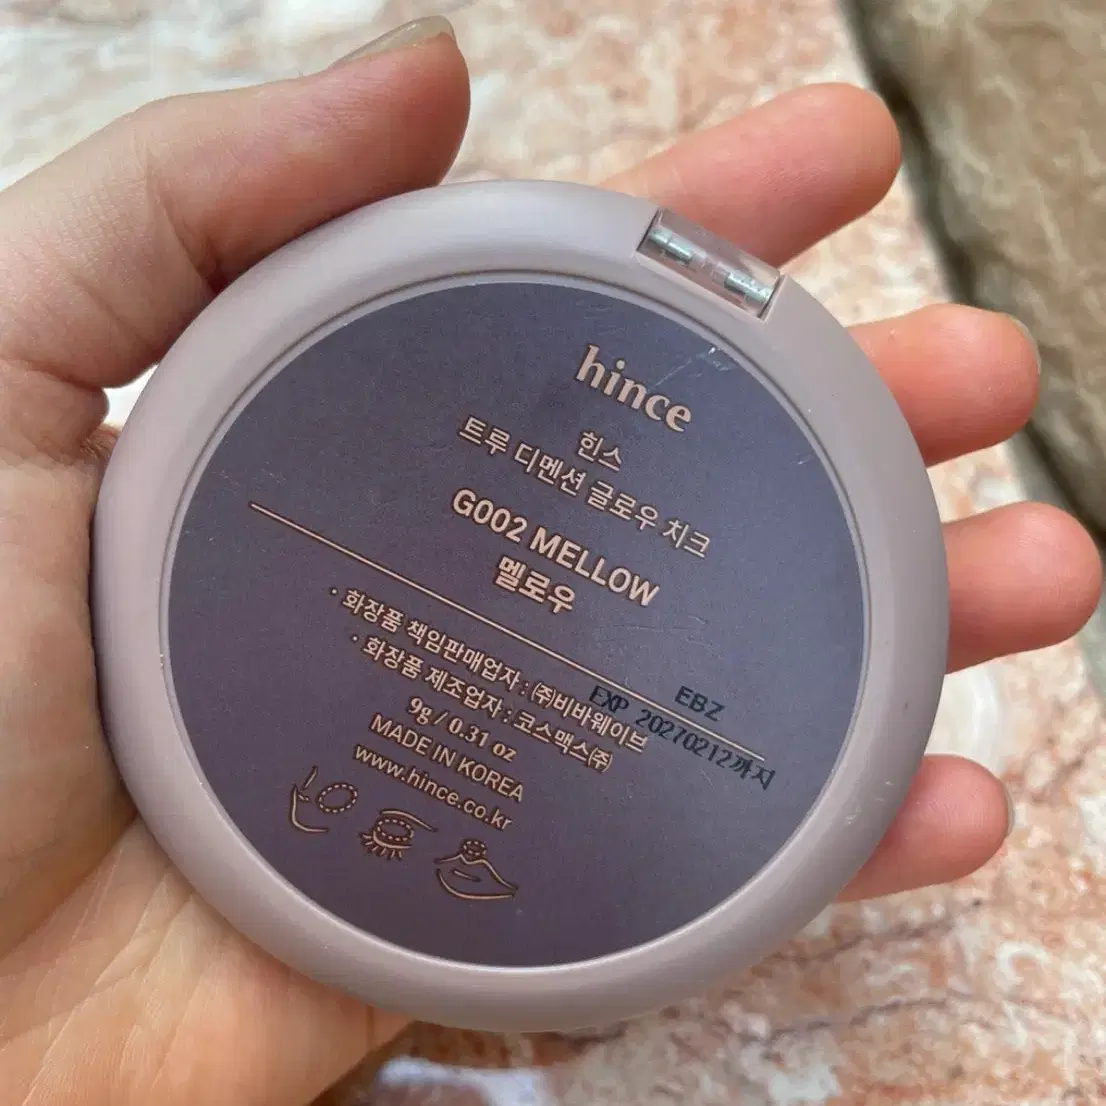 hince
힌스
트루 디멘션 글로우 치크
G002 MELLOW
멜로우
· 화장품 책임판매업자 : ㈜비바웨이브
· 화장품 제조업자 : 코스맥스㈜
9g / 0.31 oz
MADE IN KOREA
www.hince.co.kr
EBZ
EXP 20270212까지